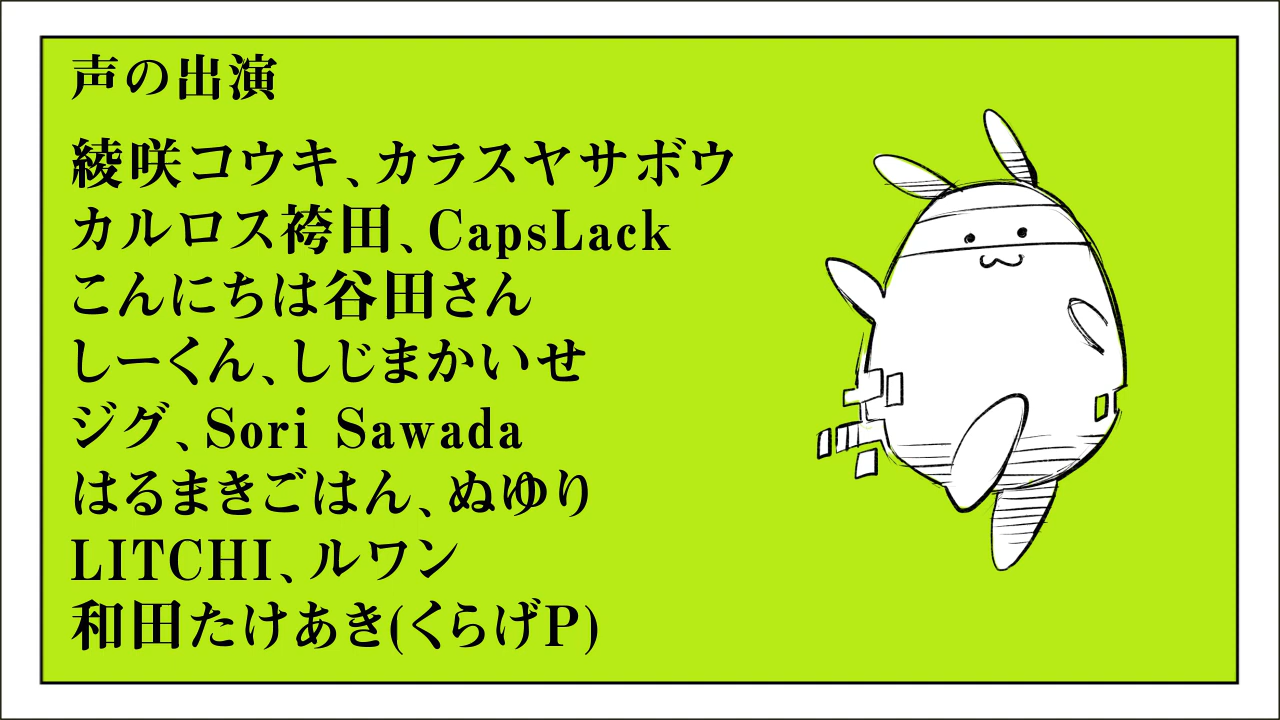 声の出演
綾咲コウキ、カラスヤサボウ
カルロス袴田、CapsLack
こんにちは谷田さん
しーくん、しじまかいせ
ジグ、Sori Sawada
はるまきごはん、ぬゆり
LITCHI、ルワン
和田たけあき(くらげP)